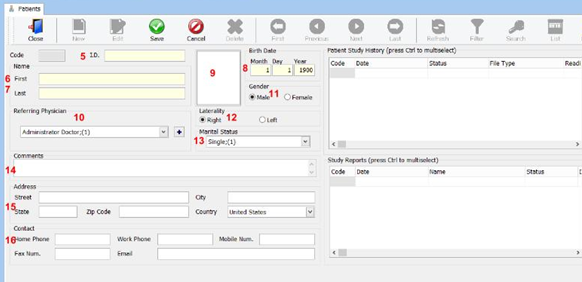 Patients
Close New Edit Save Cancel Delete First Previous Next Last Refresh Filter Search List
Code 5 I.D. 9 Birth Date Patient Study History (press Ctrl to multiselect)
Month Day Year Code Date Status File Type Readi
Name 8 1 1 1900
6 First Gender
7 Last 11 Male Female
Referring Physician Laterality
10 Right 12 Left
Administrator Doctor;(1) + Marital Status
13 Single;(1)
Comments Study Reports (press Ctrl to multiselect)
14 Code Date Name Status
Address
Street City
15 State Zip Code Country United States
Contact
16 Home Phone Work Phone Mobile Num.
Fax Num. Email